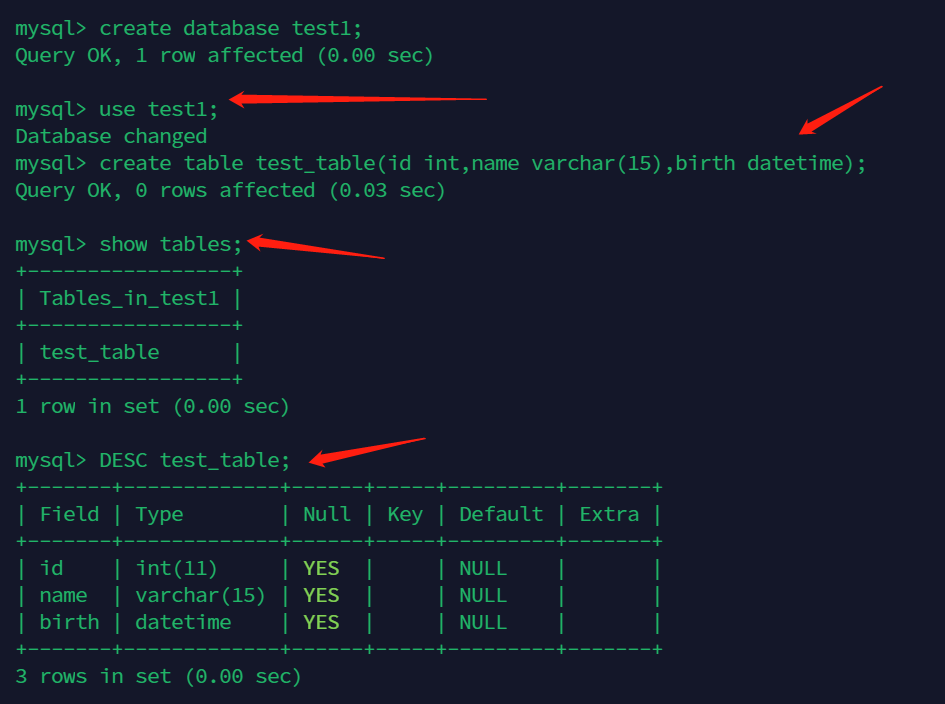 mysql> create database test1;
Query OK, 1 row affected (0.00 sec)
mysql> use test1;
Database changed
mysql> create table test_table(id int,name varchar(15),birth datetime);
Query OK, 0 rows affected (0.03 sec)
mysql> show tables;
+-----------------+
| Tables_in_test1 |
+-----------------+
| test_table      |
+-----------------+
1 row in set (0.00 sec)
mysql> DESC test_table;
+-------+-------------+------+-----+---------+-------+
| Field | Type        | Null | Key | Default | Extra |
+-------+-------------+------+-----+---------+-------+
| id    | int(11)     | YES  |     | NULL    |       |
| name  | varchar(15) | YES  |     | NULL    |       |
| birth | datetime    | YES  |     | NULL    |       |
+-------+-------------+------+-----+---------+-------+
3 rows in set (0.00 sec)